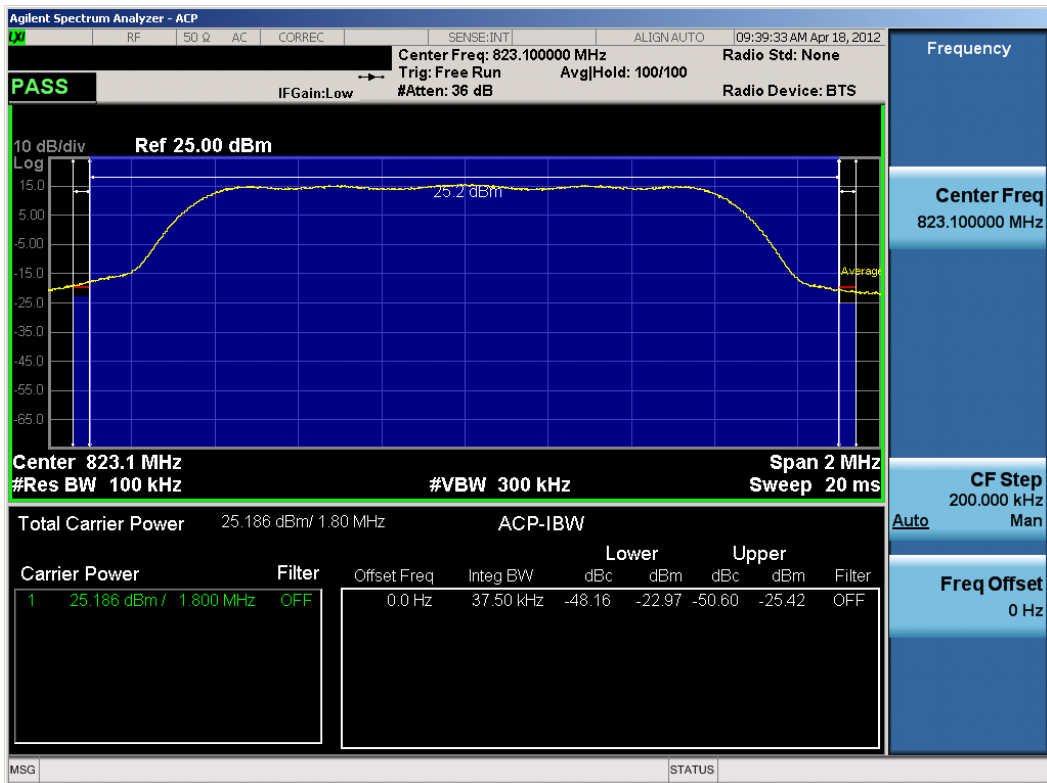 Agilent Spectrum Analyzer - ACP
LXI RF 50 Ω AC CORREC SENSE:INT ALIGN AUTO 09:39:33 AM Apr 18, 2012
Center Freq: 823.100000 MHz Radio Std: None
Trig: Free Run Avg|Hold: 100/100
PASS IFGain:Low #Atten: 36 dB Radio Device: BTS
Frequency
10 dB/div Ref 25.00 dBm
Log
15.0
25.2 dBm
5.00
-5.00
-15.0
Average
-25.0
-35.0
-45.0
-55.0
-65.0
Center 823.1 MHz Span 2 MHz
#Res BW 100 kHz #VBW 300 kHz Sweep 20 ms
Center Freq
823.100000 MHz
CF Step
200.000 kHz
Auto Man
Freq Offset
0 Hz
Total Carrier Power 25.186 dBm/ 1.80 MHz ACP-IBW
Lower Upper
Carrier Power Filter Offset Freq Integ BW dBc dBm dBc dBm Filter
1 25.186 dBm / 1.800 MHz OFF 0.0 Hz 37.50 kHz -48.16 -22.97 -50.60 -25.42 OFF
MSG STATUS